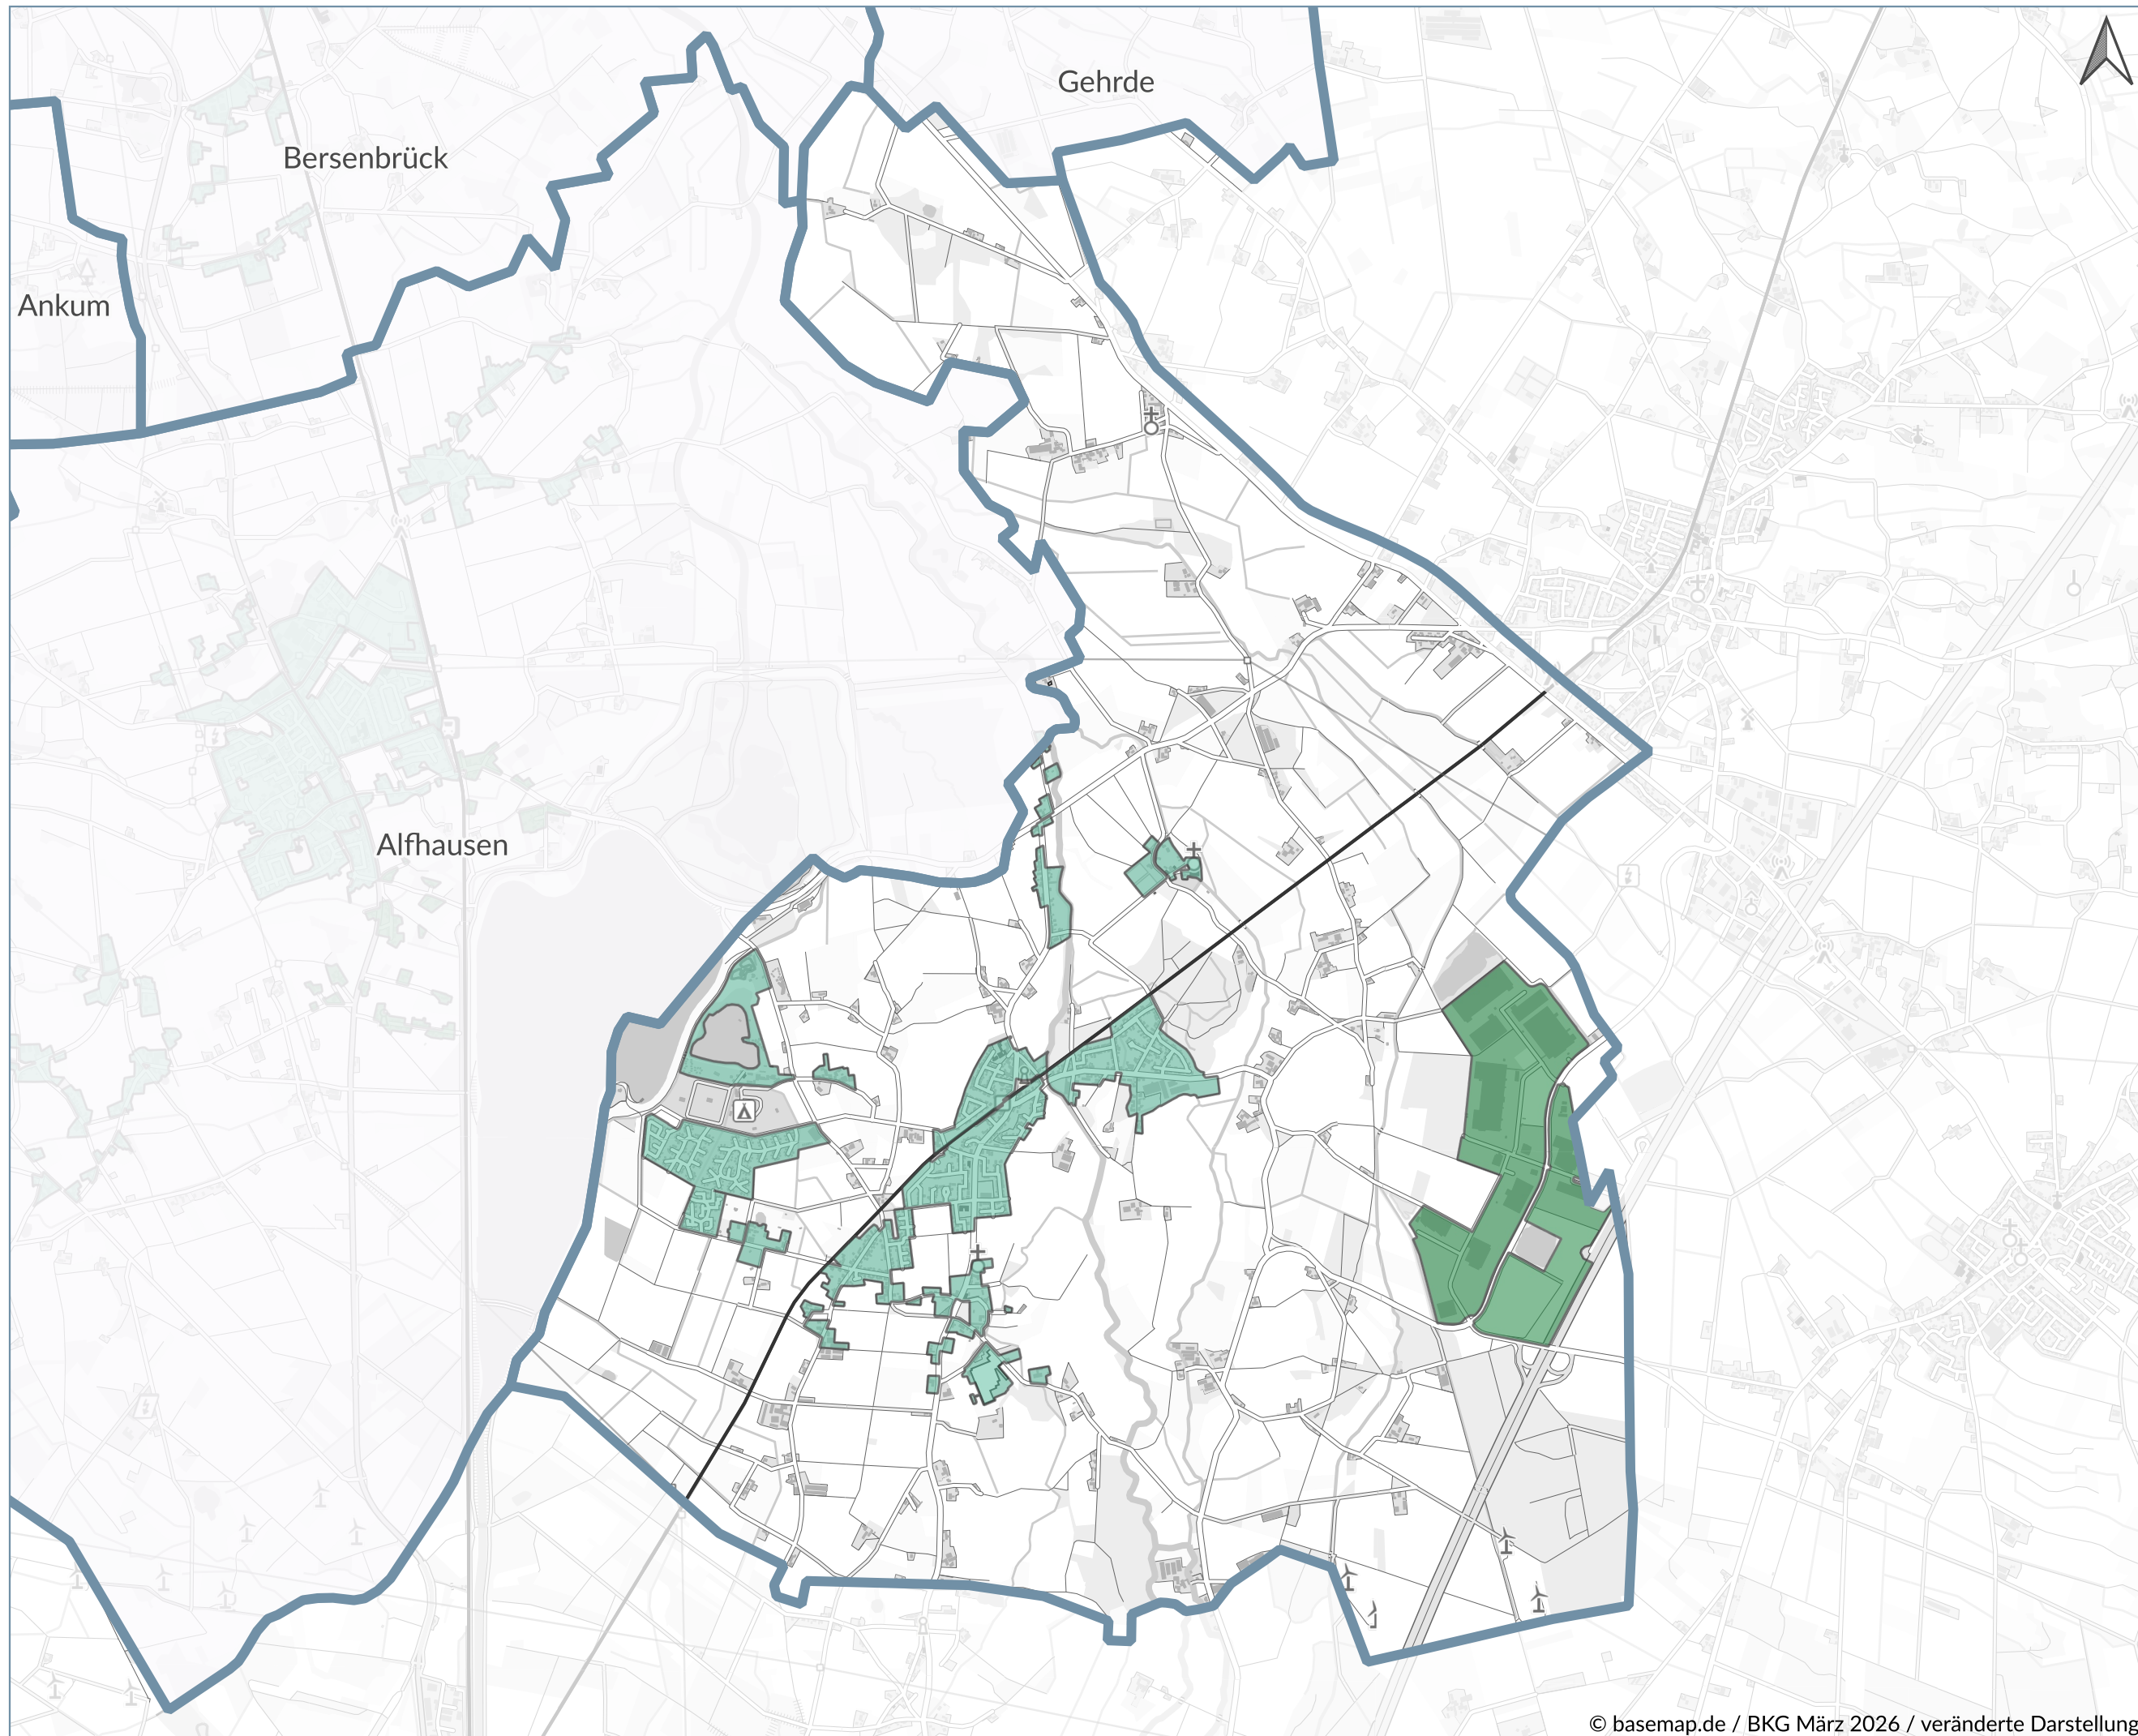 Gehrde
Bersenbrück
Ankum
Alfhausen
© basemap.de / BKG März 2026 / veränderte Darstellung